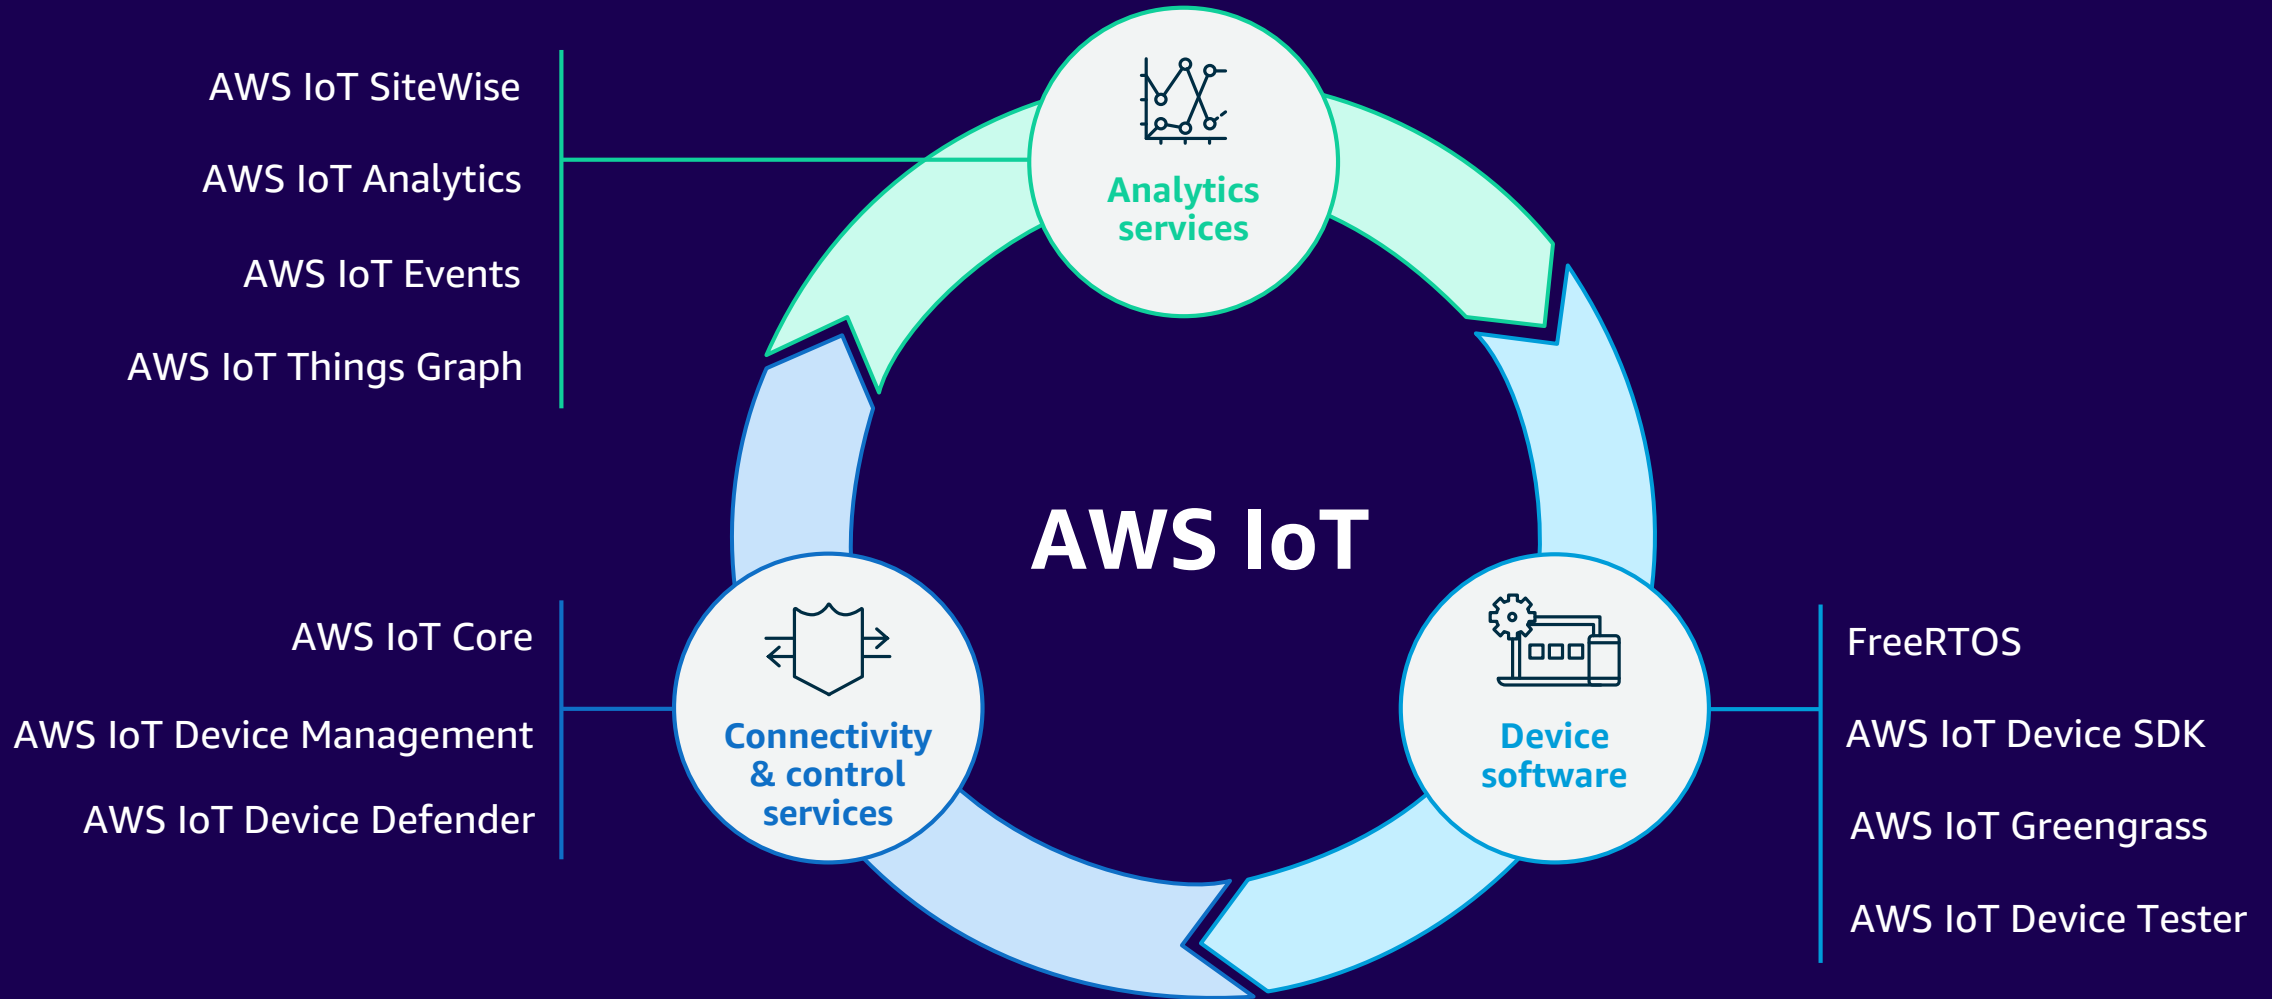 AWS IoT SiteWise
AWS IoT Analytics
AWS IoT Events
AWS IoT Things Graph
Analytics
services
AWS IoT
AWS IoT Core
AWS IoT Device Management
AWS IoT Device Defender
Connectivity
& control
services
Device
software
FreeRTOS
AWS IoT Device SDK
AWS IoT Greengrass
AWS IoT Device Tester